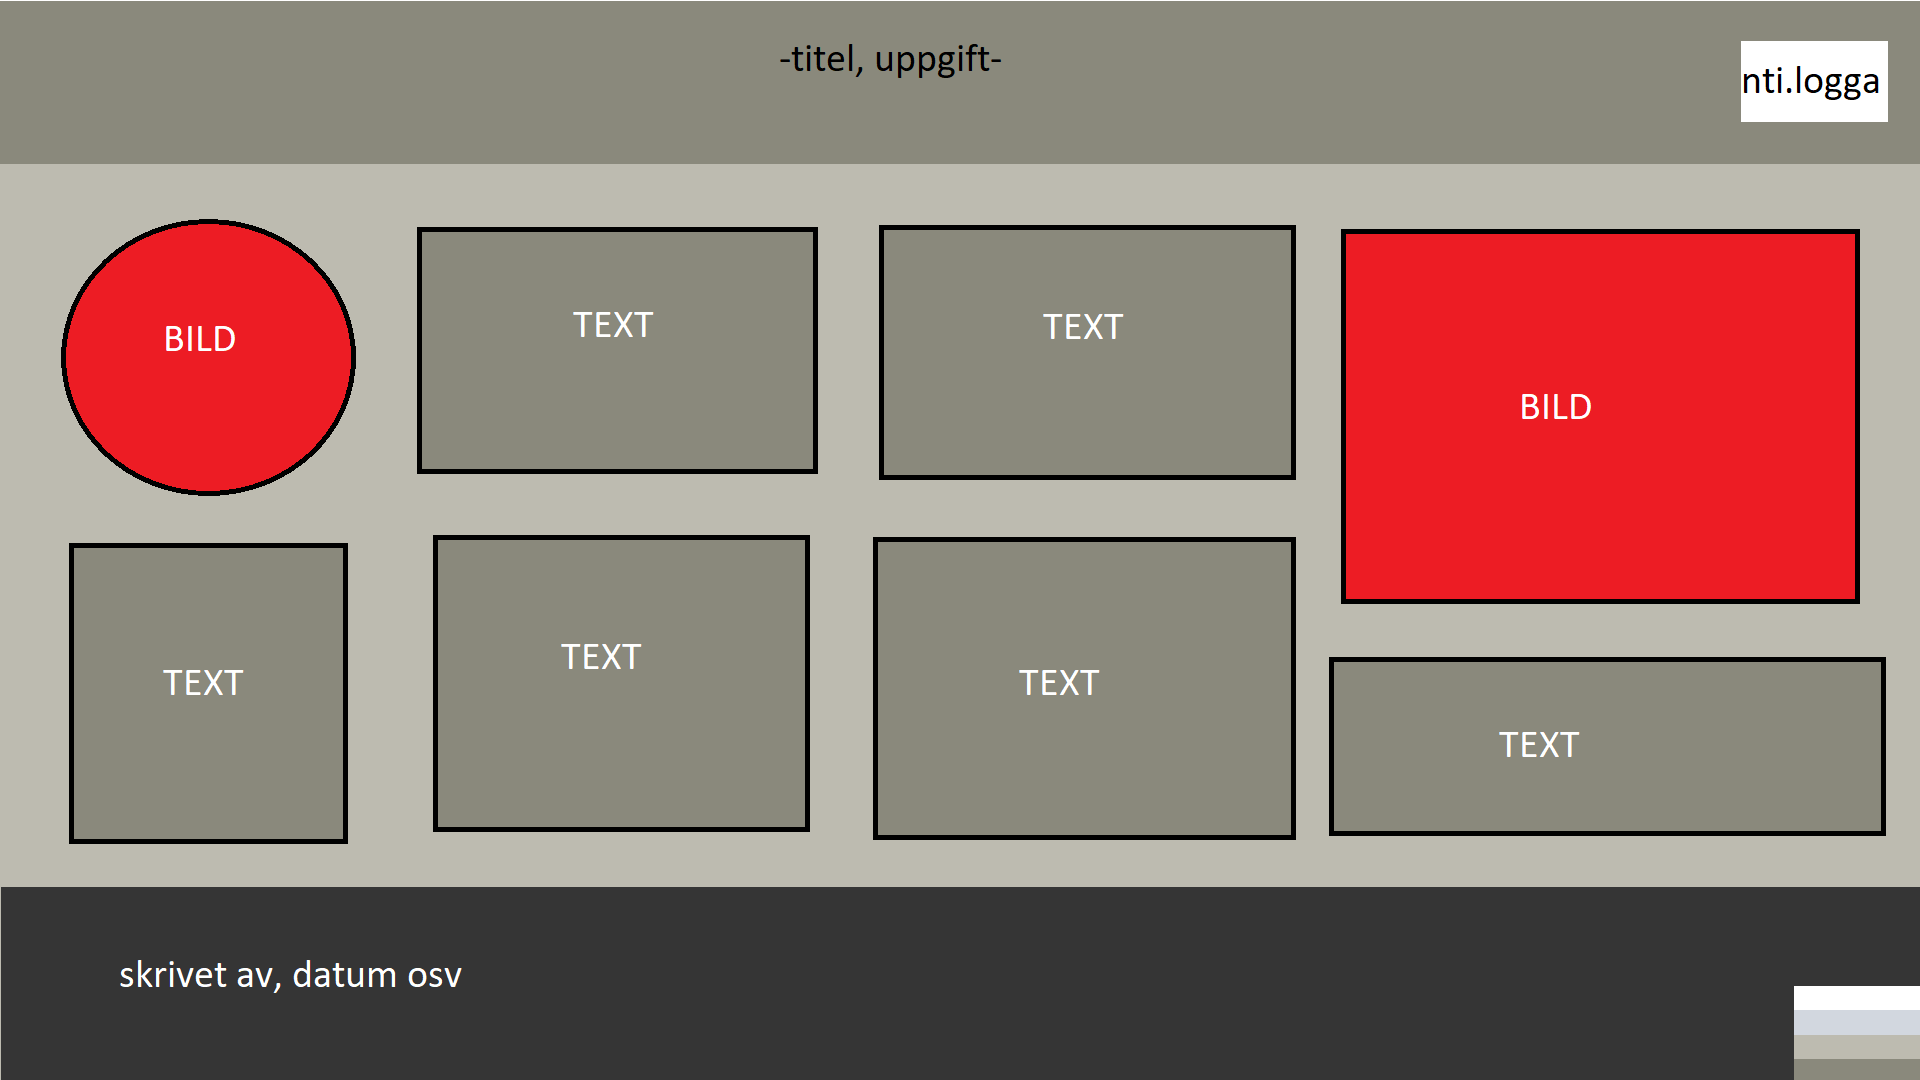 -titel, uppgift-
nti.logga
BILD
TEXT
TEXT
BILD
TEXT
TEXT
TEXT
TEXT
skrivet av, datum osv